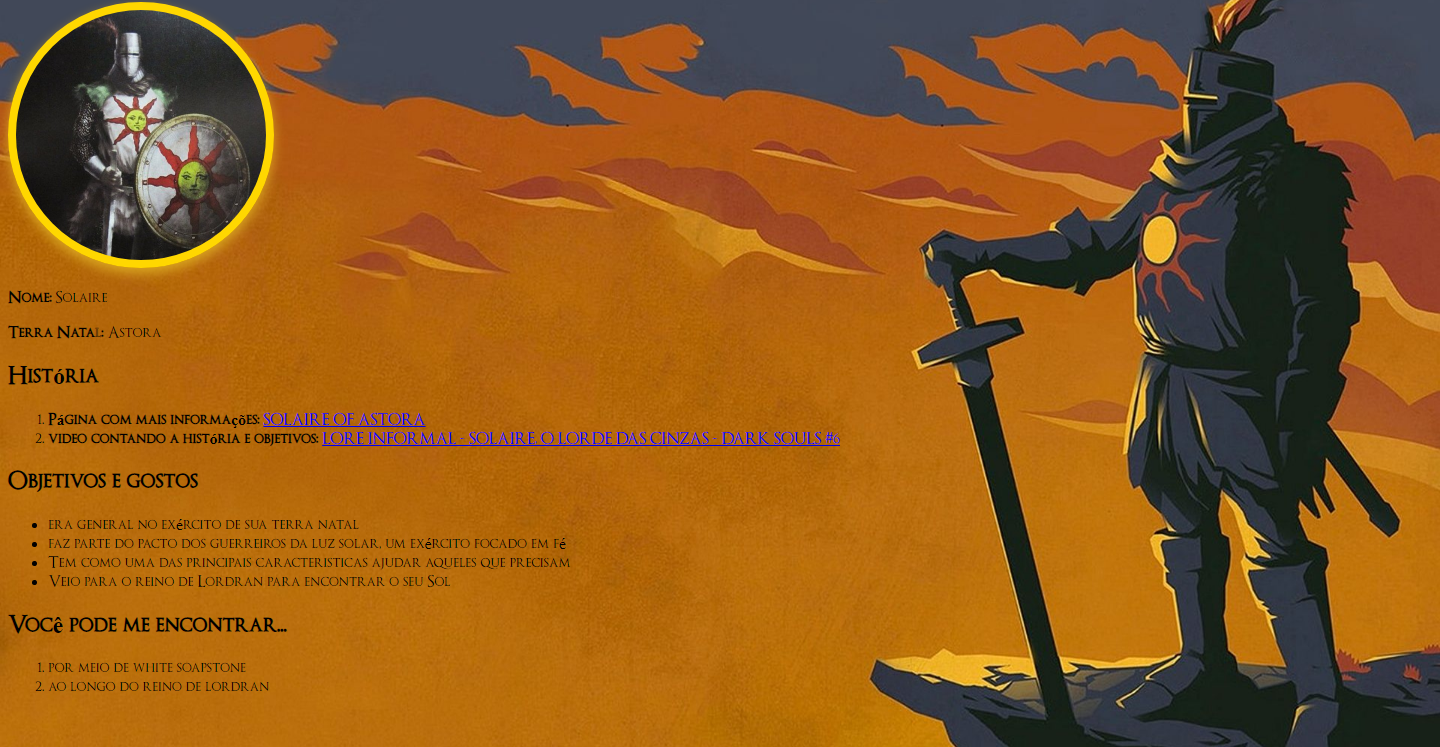 Nome: Solaire
Terra Natal: Astora
História
1. Página com mais informações: SOLAIRE OF ASTORA
2. video contando a história e objetivos: LORE INFORMAL - SOLAIRE, O LORDE DAS CINZAS - DARK SOULS #6
Objetivos e gostos
• era general no exército de sua terra natal
• faz parte do pacto dos guerreiros da luz solar, um exército focado em fé
• Tem como uma das principais caracteristicas ajudar aqueles que precisam
• Veio para o reino de Lordran para encontrar o seu Sol
Você pode me encontrar...
1. por meio de white soapstone
2. ao longo do reino de lordran